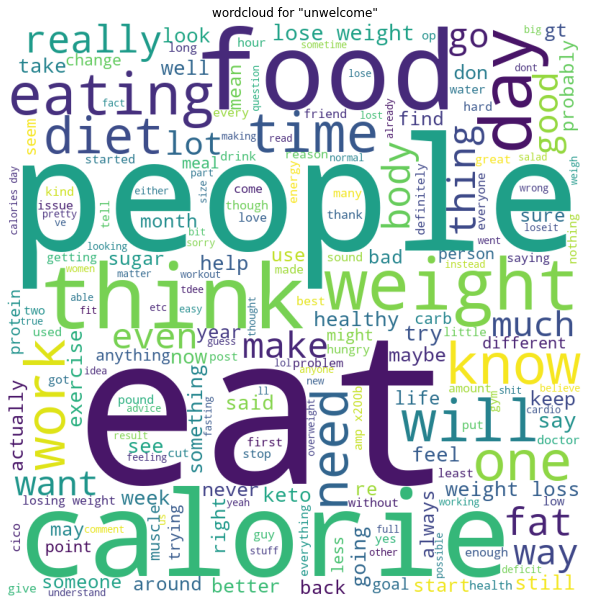 wordcloud for "unwelcome"
really look lose weight go op big gt
long hour sometime dont
take change well mean question food don water day good probably
eating fact lose hard
every friend find
seem diet lot time already thing
started making read
meal drink reason normal body definitely great salad weigh
calories day kind either part size energy many everyone wrong
issue pretty ve people come though love thank sure loseit nothing
tell bit sorry went
looking month use sound person saying
getting sugar help made bad instead
women matter workout think weight
protein able tdee etc easy best healthy carb much
two fit thought
true used even year might try little different
idea guess hungry
anything now post lol problem make maybe know
exercise got anyone new amount gym shit believe
work pound ll eat life cardio keep
actually advice something fasting said need amp x200b will put say
result see overweight feel doctor
want feeling cut first stop least one
losing weight week never keto re without weight loss low
yeah yes always working
may comment is muscle trying right guy everything less full going enough fat
point stuff calorie other possible way
someone around better back goal start health still deficit
give understand cico